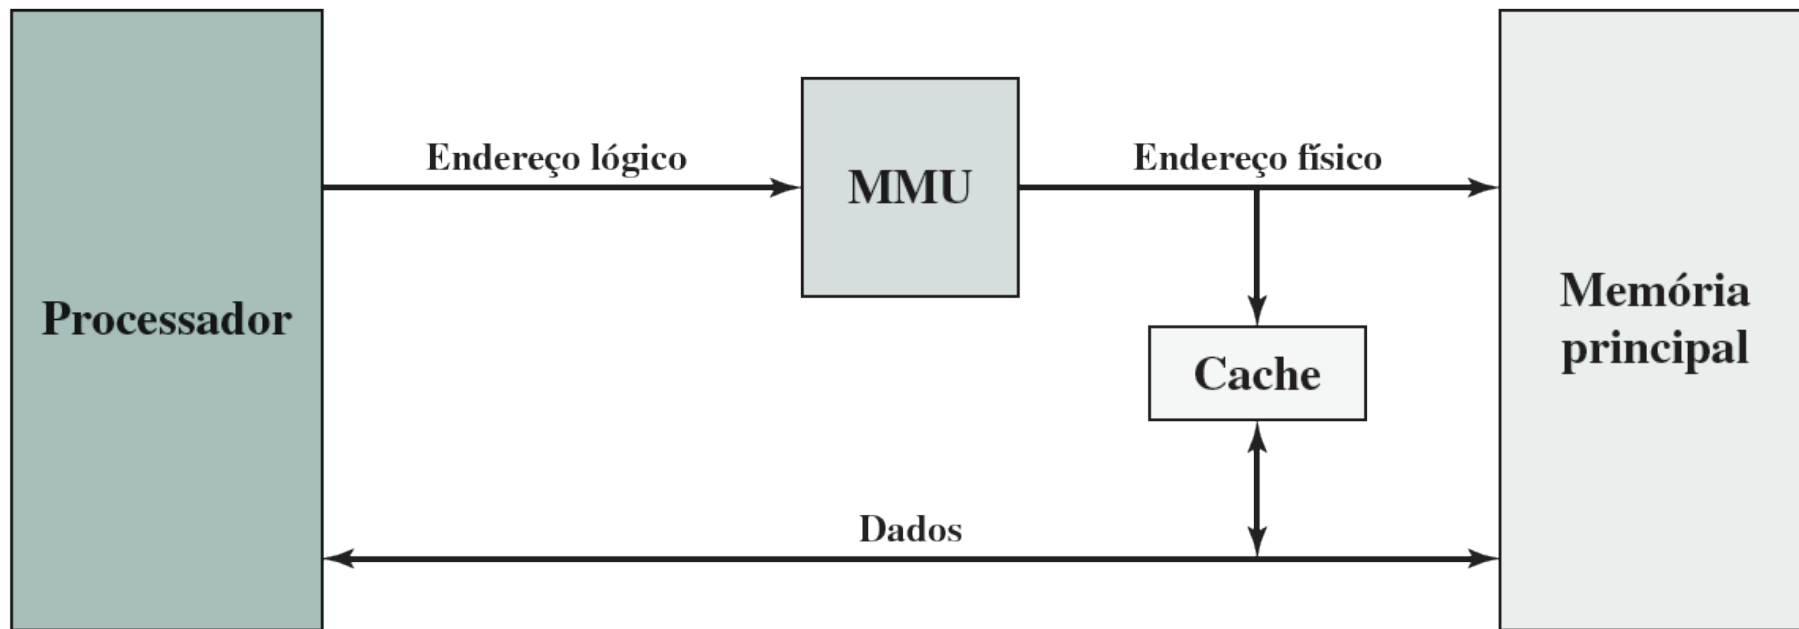 Processador
Endereço lógico
MMU
Endereço físico
Cache
Dados
Memória
principal